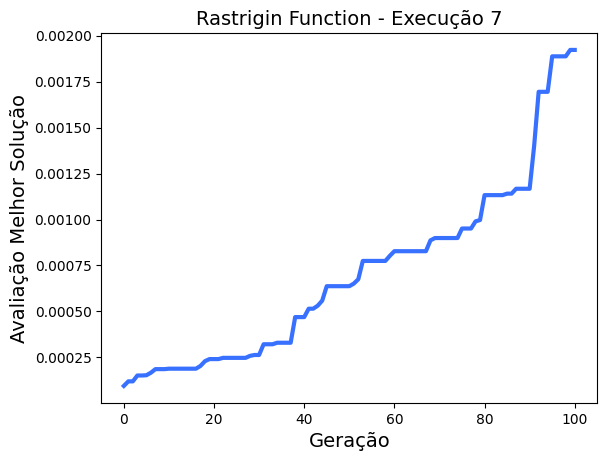 Rastrigin Function - Execução 7
Avaliação Melhor Solução
0.00200
0.00175
0.00150
0.00125
0.00100
0.00075
0.00050
0.00025
0 20 40 60 80 100
Geração